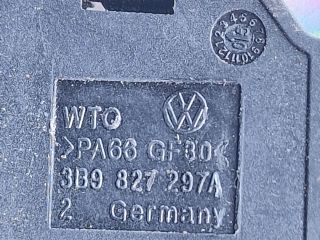 WTO
>PA66 GF30<
3B9 827 297A
2 Germany